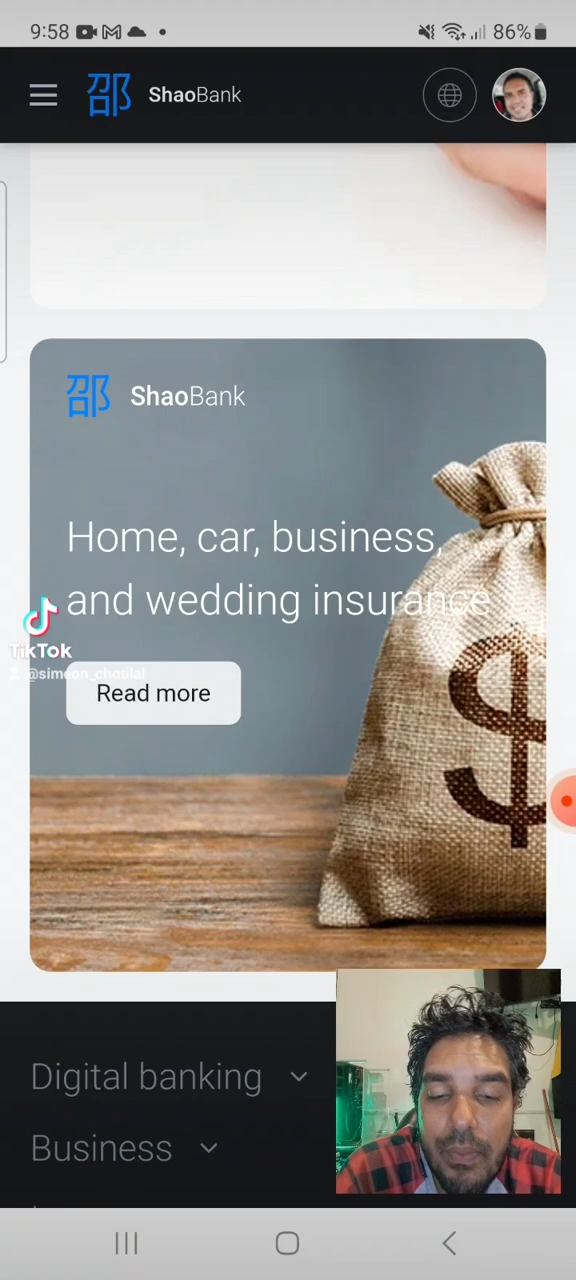 9:58
86%
邵 ShaoBank
邵 ShaoBank
Home, car, business,
and wedding insurance
TikTok
@simeon_chotilal
Read more
$
Digital banking
Business